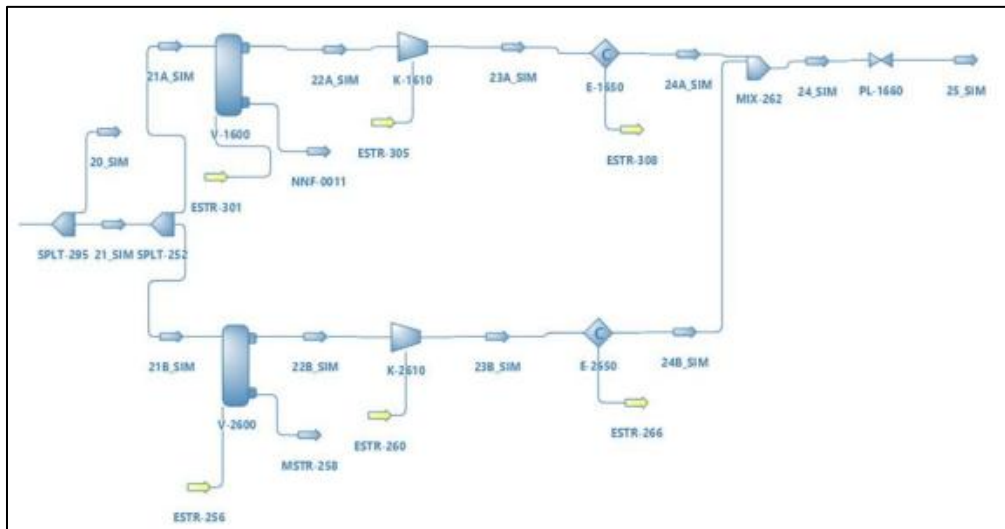 21A_SIM
22A_SIM
K-1610
23A_SIM
E-1650
24A_SIM
MIX-262
24_SIM
PL-1660
25_SIM
V-1600
20_SIM
ESTR-305
ESTR-308
NNF-0011
ESTR-301
SPLT-295
21_SIM
SPLT-252
21B_SIM
22B_SIM
K-2610
23B_SIM
E-2650
24B_SIM
V-2600
MSTR-258
ESTR-260
ESTR-266
ESTR-256
C
C